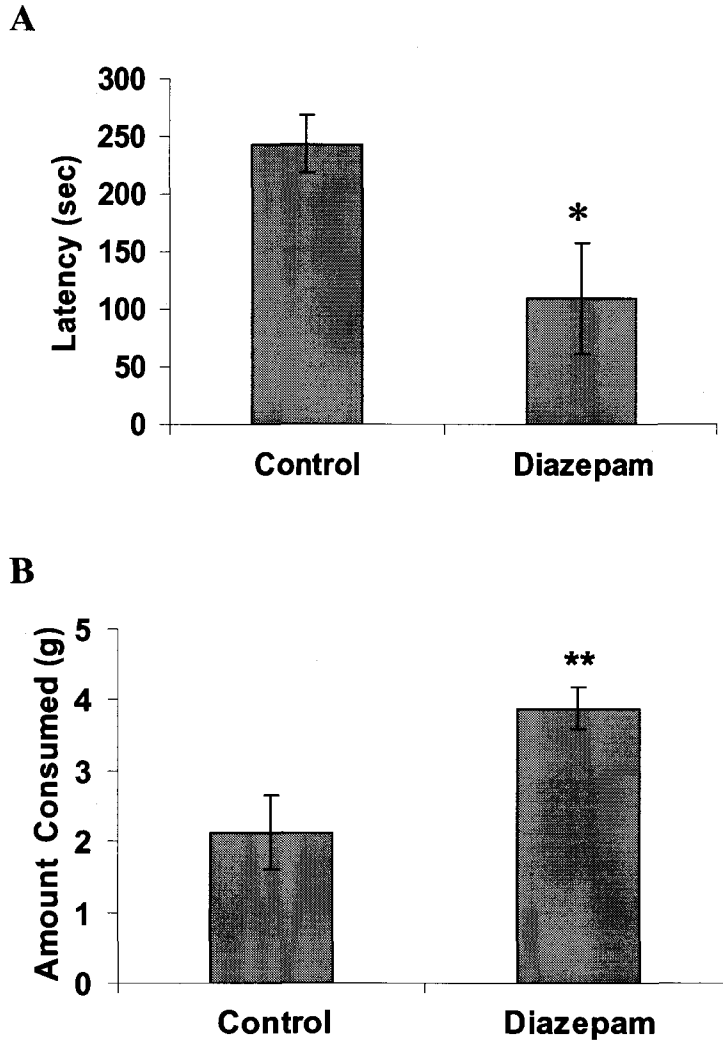 A
Latency (sec)
300
250
200
150
100
50
0
*
Control Diazepam
B
Amount Consumed (g)
5
4
3
2
1
0
**
Control Diazepam